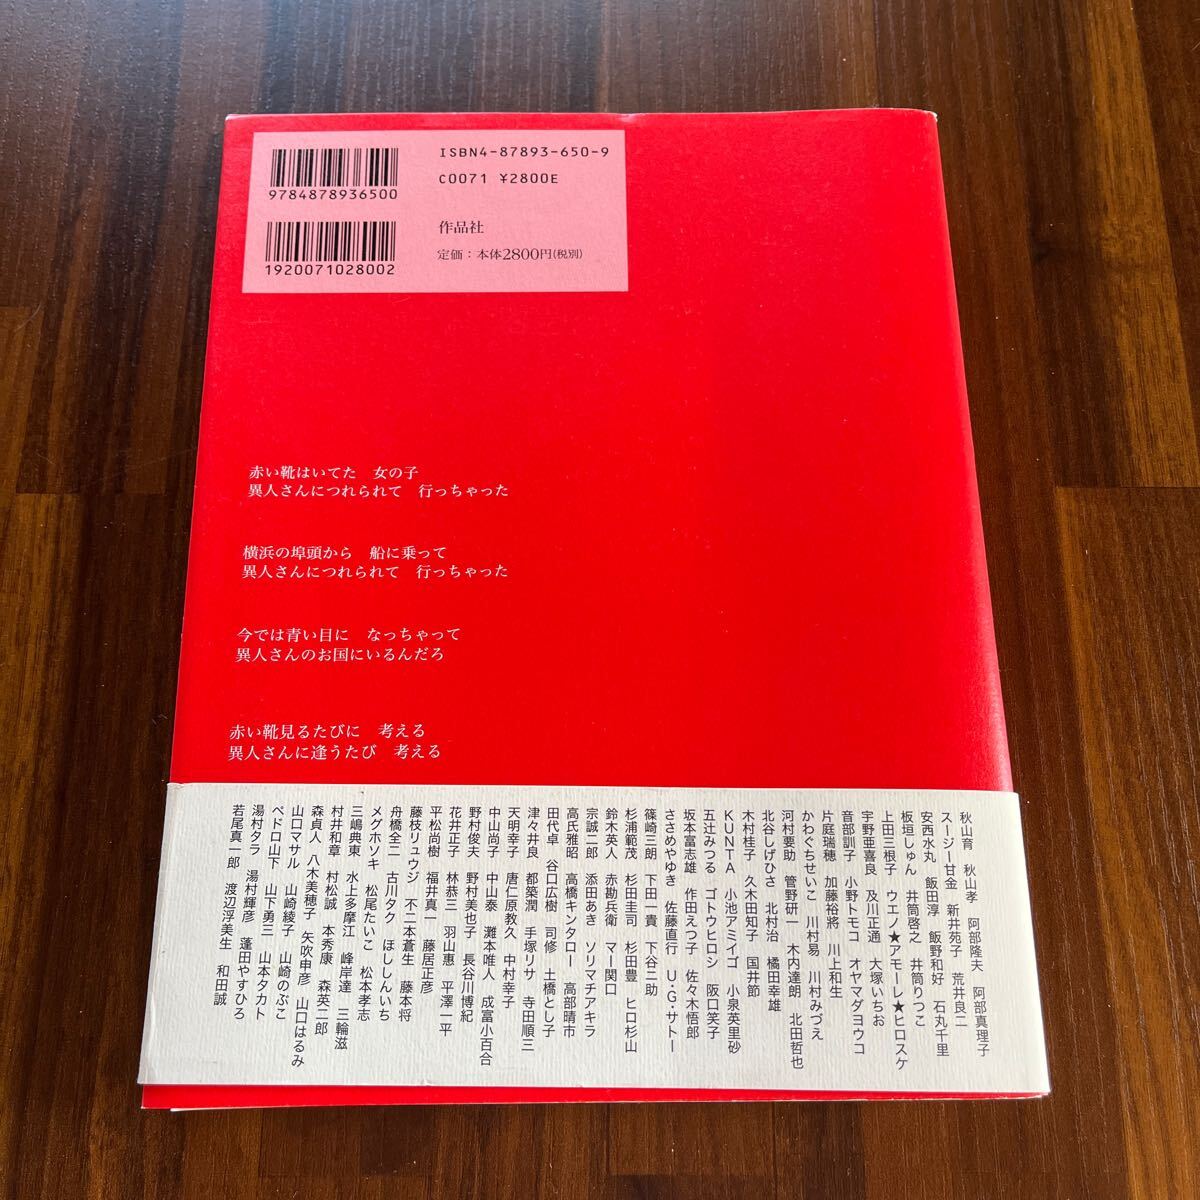 ISBN4-87893-650-9
C0071 ¥2800E
9784878936500
作品社
定価：本体2800円(税別)
1920071028002
赤い靴はいてた　女の子
異人さんにつれられて　行っちゃった
横浜の埠頭から　船に乗って
異人さんにつれられて　行っちゃった
今では青い目に　なっちゃって
異人さんのお国にいるんだろ
赤い靴見るたびに　考える
異人さんに逢うたび　考える
秋山育　秋山孝　阿部隆夫　阿部真理子
スージー甘金　新井苑子　荒井良二
安西水丸　飯田淳　飯野和好　石丸千里
板垣しゅん　井筒啓之　井筒りつこ
上田三根子　ウエノ★アモーレ★ヒロスケ
宇野亜喜良　及川正通　大塚いちお
音部訓子　小野トモコ　オヤマダヨウコ
片庭瑞穂　加藤裕將　川上和生
かわぐちせいこ　川村易　川村みづえ
河村要助　管野研一　木内達朗　北田哲也
北谷しげひさ　北村治　橘田幸雄
木村桂子　久木田知子　国井節
KUNTA　小池アミイゴ　小泉英里砂
五辻みつる　ゴトウヒロシ　阪口笑子
坂本富志雄　作田えつ子　佐々木悟郎
ささめやゆき　佐藤直行　U・G・サトー
篠崎三朗　下田一貴　下谷二助
杉浦範茂　杉田圭司　杉田豊　ヒロ杉山
鈴木英人　赤勘兵衛　マー関口
宗誠二郎　添田あき　ソリマチアキラ
高氏雅昭　高橋キンタロー　高部晴市
田代卓　谷口広樹　司修　土橋とし子
津々井良　都築潤　手塚リサ　寺田順三
天明幸子　唐仁原教久　中村幸子
中山尚子　中山泰　灘本唯人　成富小百合
野村俊夫　野村美也子　長谷川博紀
花井正子　林恭三　羽山恵　平澤一平
平松尚樹　福井真一　藤居正彦
藤枝リュウジ　不二本蒼生　藤本将
舟橋全二　古川タク　ほししんいち
メグホソキ　松尾たいこ　松本孝志
三嶋典東　水上多摩江　峰岸達　三輪滋
村井和章　村松誠　本秀康　森英二郎
森貞人　八木美穂子　矢吹申彦　山口はるみ
山口マサル　山崎綾子　山崎のぶこ
ペドロ山下　山下勇三　山本タカト
湯村タラ　湯村輝彦　蓬田やすひろ
若尾真一郎　渡辺浮美生　和田誠